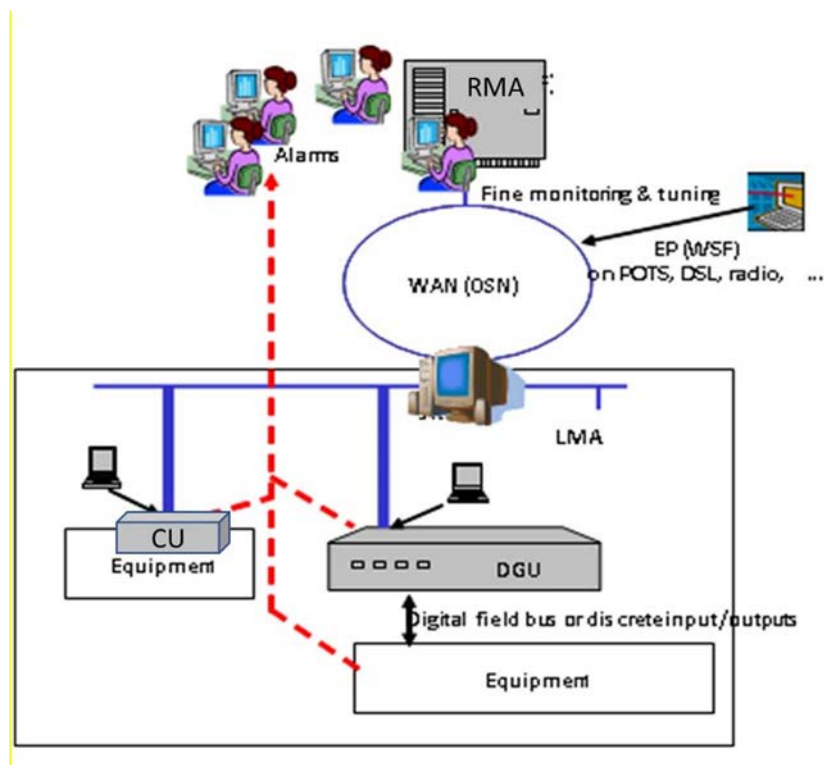 RMA
Alarms
Fine monitoring & tuning
EP (WSF)
on POTS, DSL, radio, ...
WAN (OSN)
LMA
CU
Equipment
DGU
Digital field bus or discrete input/outputs
Equipment